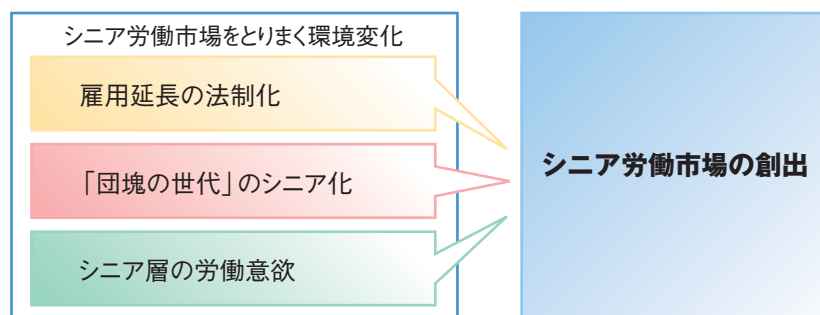 シニア労働市場をとりまく環境変化
雇用延長の法制化
「団塊の世代」のシニア化
シニア層の労働意欲
シニア労働市場の創出